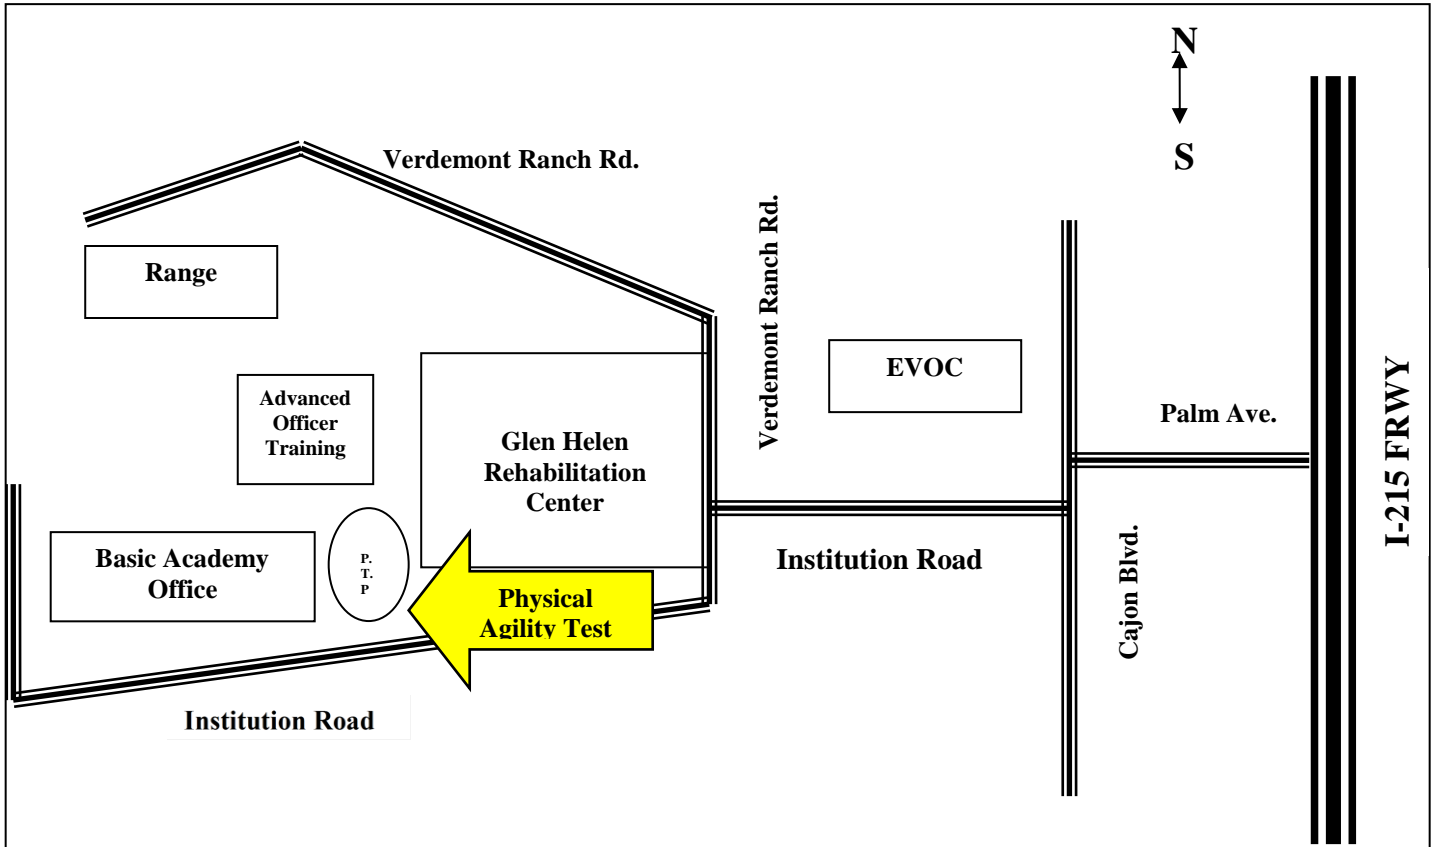 N
S
Verdemont Ranch Rd.
Verdemont Ranch Rd.
Range
EVOC
Advanced
Officer
Training
Glen Helen
Rehabilitation
Center
Palm Ave.
I-215 FRWY
Basic Academy
Office
P.
T.
P
Physical
Agility Test
Institution Road
Cajon Blvd.
Institution Road